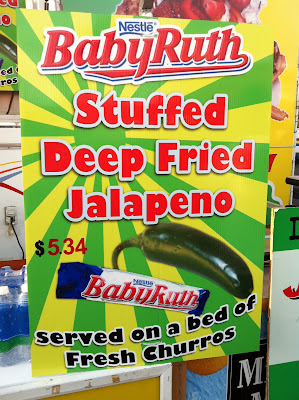 Nestlé
BabyRuth
Stuffed
Deep Fried
Jalapeno
$5.34
Nestlé
BabyRuth
served on a bed of
Fresh Churros